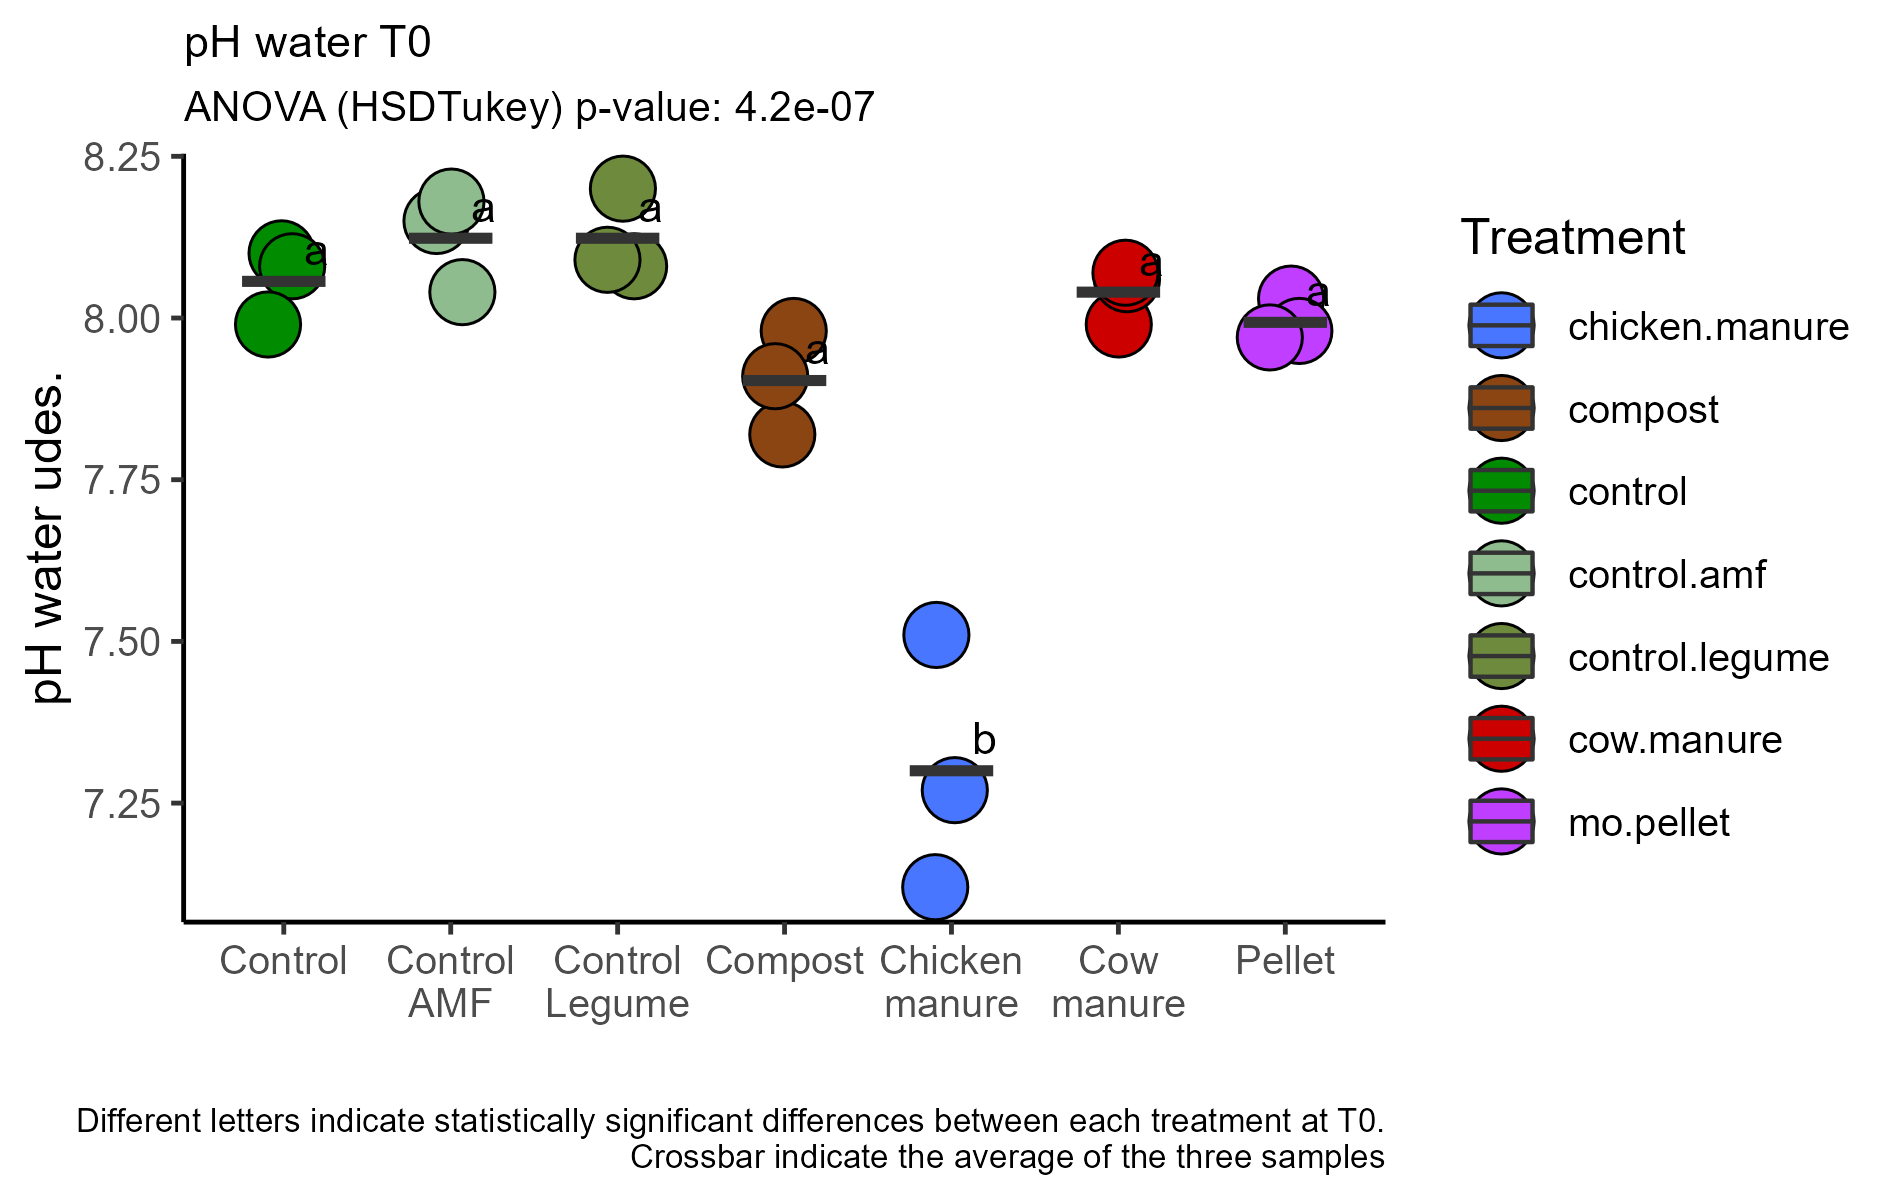 pH water T0
ANOVA (HSDTukey) p-value: 4.2e-07
8.25
8.00
7.75
7.50
7.25
pH water udes.
a
a
a
a
b
a
a
Control
Control
AMF
Control
Legume
Compost
Chicken
manure
Cow
manure
Pellet
Treatment
chicken.manure
compost
control
control.amf
control.legume
cow.manure
mo.pellet
Different letters indicate statistically significant differences between each treatment at T0.
Crossbar indicate the average of the three samples